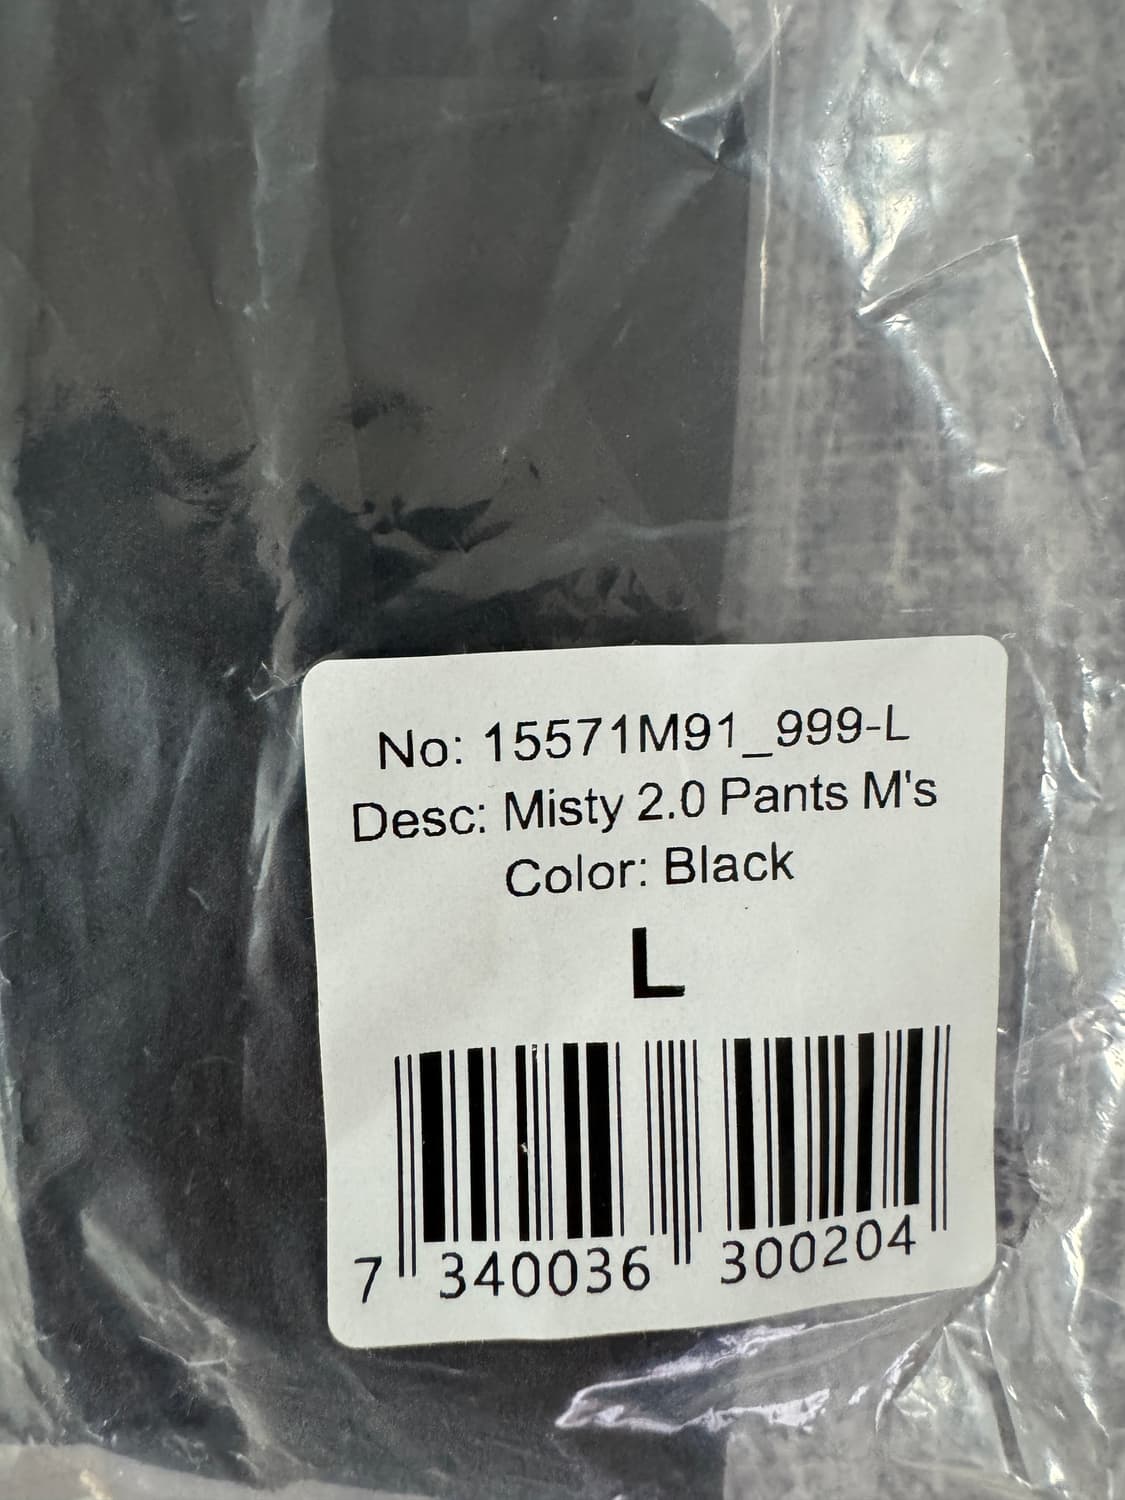 No: 15571M91_999-L
Desc: Misty 2.0 Pants M's
Color: Black
L
7 340036 300204